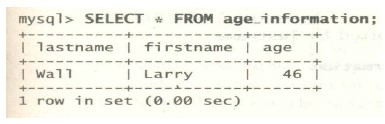 mysql> SELECT * FROM age_information;
+----------+-----------+------+
| lastname | firstname | age |
+----------+-----------+------+
| Wall | Larry | 46 |
+----------+-----------+------+
1 row in set (0.00 sec)